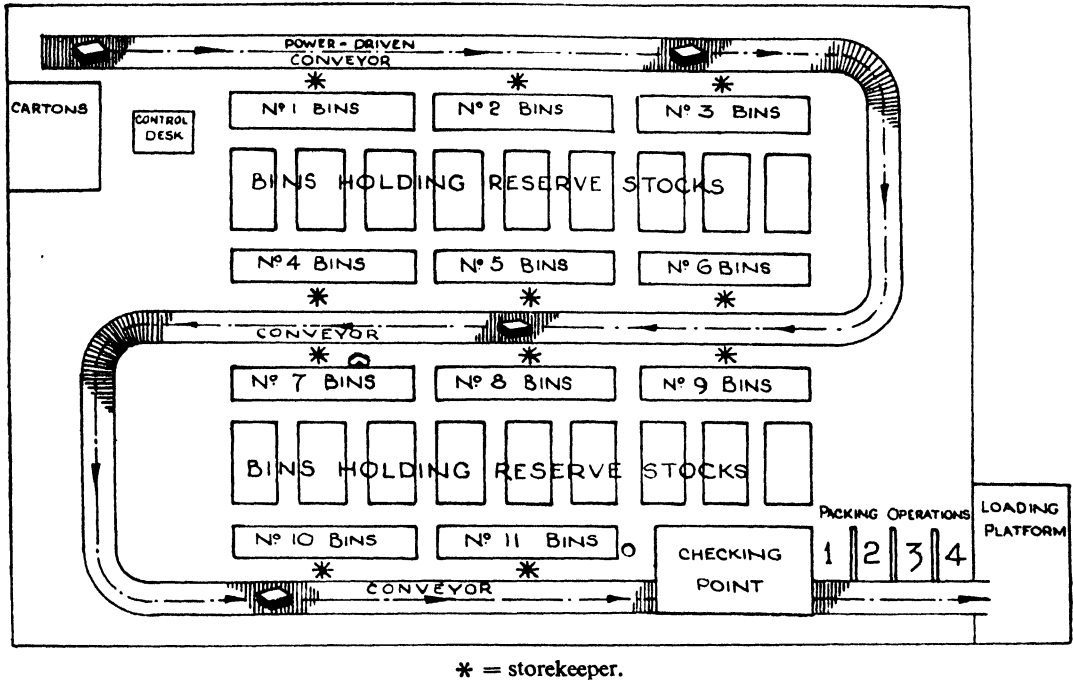 POWER-DRIVEN
CONVEYOR
CARTONS
CONTROL
DESK
Nº 1 BINS
Nº 2 BINS
Nº 3 BINS
BINS HOLDING RESERVE STOCKS
Nº 4 BINS
Nº 5 BINS
Nº 6 BINS
CONVEYOR
Nº 7 BINS
Nº 8 BINS
Nº 9 BINS
BINS HOLDING RESERVE STOCKS
PACKING OPERATIONS
LOADING
PLATFORM
Nº 10 BINS
Nº 11 BINS
CHECKING
POINT
1 2 3 4
CONVEYOR
* = storekeeper.